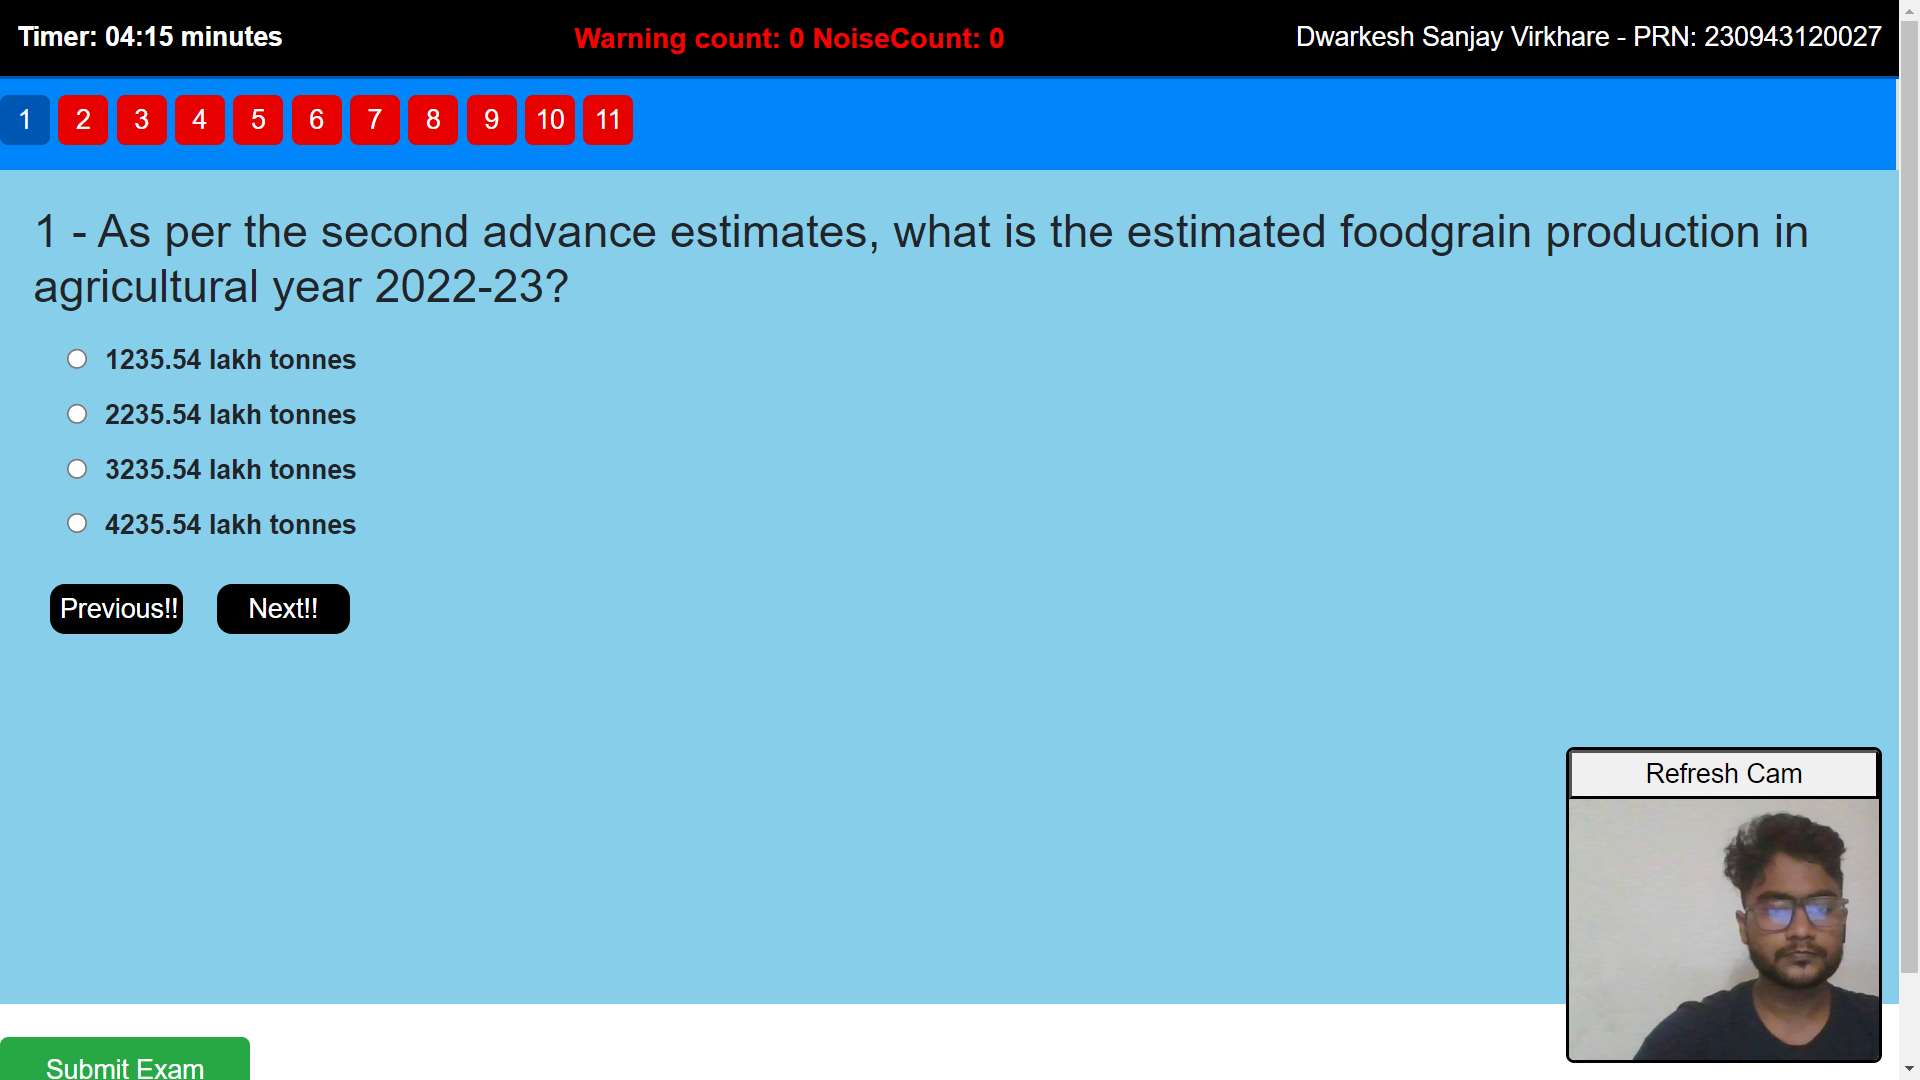 Timer: 04:15 minutes
Warning count: 0 NoiseCount: 0
Dwarkesh Sanjay Virkhare - PRN: 230943120027
1 2 3 4 5 6 7 8 9 10 11
1 - As per the second advance estimates, what is the estimated foodgrain production in
agricultural year 2022-23?
1235.54 lakh tonnes
2235.54 lakh tonnes
3235.54 lakh tonnes
4235.54 lakh tonnes
Previous!! Next!!
Refresh Cam
Submit Exam